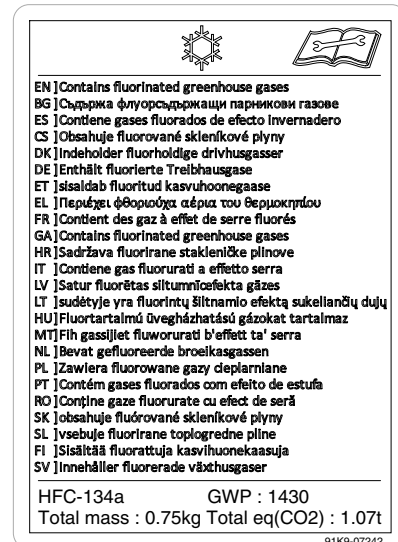 EN ]Contains fluorinated greenhouse gases
BG ]Съдържа флуорсъдържащи парникови газове
ES ]Contiene gases fluorados de efecto invernadero
CS ]Obsahuje fluorované skleníkové plyny
DK ]Indeholder fluorholdige drivhusgasser
DE ]Enthält fluorierte Treibhausgase
ET ]sisaldab fluoritud kasvuhoonegaase
EL ]Περιέχει φθοριούχα αέρια του θερμοκηπίου
FR ]Contient des gaz à effet de serre fluorés
GA]Contains fluorinated greenhouse gases
HR]Sadržava fluorirane stakleničke plinove
IT ]Contiene gas fluorurati a effetto serra
LV ]Satur fluorētas siltumnīcefekta gāzes
LT ]sudėtyje yra fluorintų šiltnamio efektą sukeliančių dujų
HU]Fluortartalmú üvegházhatású gázokat tartalmaz
MT]Fih gassijiet fluworurati b'effett ta' serra
NL ]Bevat gefluoreerde broeikasgassen
PL ]Zawiera fluorowane gazy cieplarniane
PT ]Contém gases fluorados com efeito de estufa
RO]Conține gaze fluorurate cu efect de seră
SK ]obsahuje fluórované skleníkové plyny
SL ]vsebuje fluorirane toplogredne pline
FI ]Sisältää fluorattuja kasvihuonekaasuja
SV ]Innehåller fluorerade växthusgaser
HFC-134a GWP : 1430
Total mass : 0.75kg Total eq(CO2) : 1.07t
91K9-07242